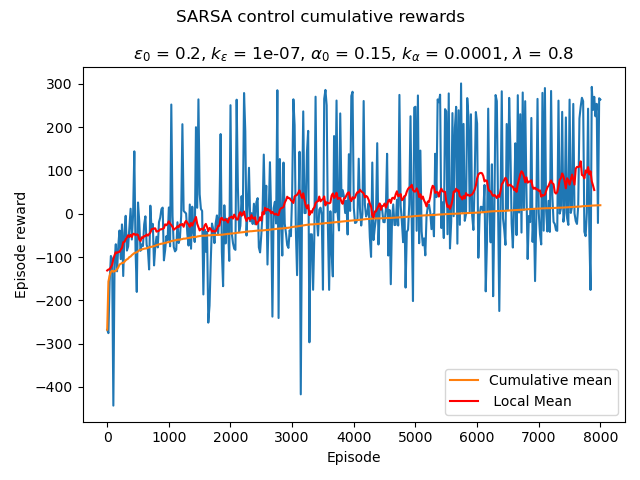 SARSA control cumulative rewards
ε₀ = 0.2, kε = 1e-07, α₀ = 0.15, kα = 0.0001, λ = 0.8
Episode reward
300
200
100
0
−100
−200
−300
−400
0 1000 2000 3000 4000 5000 6000 7000 8000
Episode
Cumulative mean
Local Mean